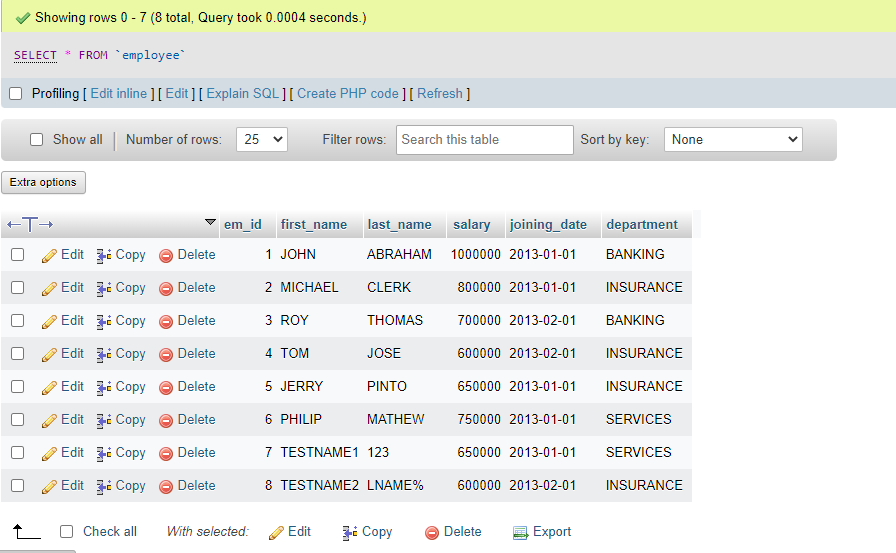 Showing rows 0 - 7 (8 total, Query took 0.0004 seconds.)
SELECT * FROM `employee`
Profiling [ Edit inline ] [ Edit ] [ Explain SQL ] [ Create PHP code ] [ Refresh ]
Show all | Number of rows: 25 Filter rows: Search this table Sort by key: None
Extra options
em_id first_name last_name salary joining_date department
Edit Copy Delete 1 JOHN ABRAHAM 1000000 2013-01-01 BANKING
Edit Copy Delete 2 MICHAEL CLERK 800000 2013-01-01 INSURANCE
Edit Copy Delete 3 ROY THOMAS 700000 2013-02-01 BANKING
Edit Copy Delete 4 TOM JOSE 600000 2013-02-01 INSURANCE
Edit Copy Delete 5 JERRY PINTO 650000 2013-01-01 INSURANCE
Edit Copy Delete 6 PHILIP MATHEW 750000 2013-01-01 SERVICES
Edit Copy Delete 7 TESTNAME1 123 650000 2013-01-01 SERVICES
Edit Copy Delete 8 TESTNAME2 LNAME% 600000 2013-02-01 INSURANCE
Check all With selected: Edit Copy Delete Export